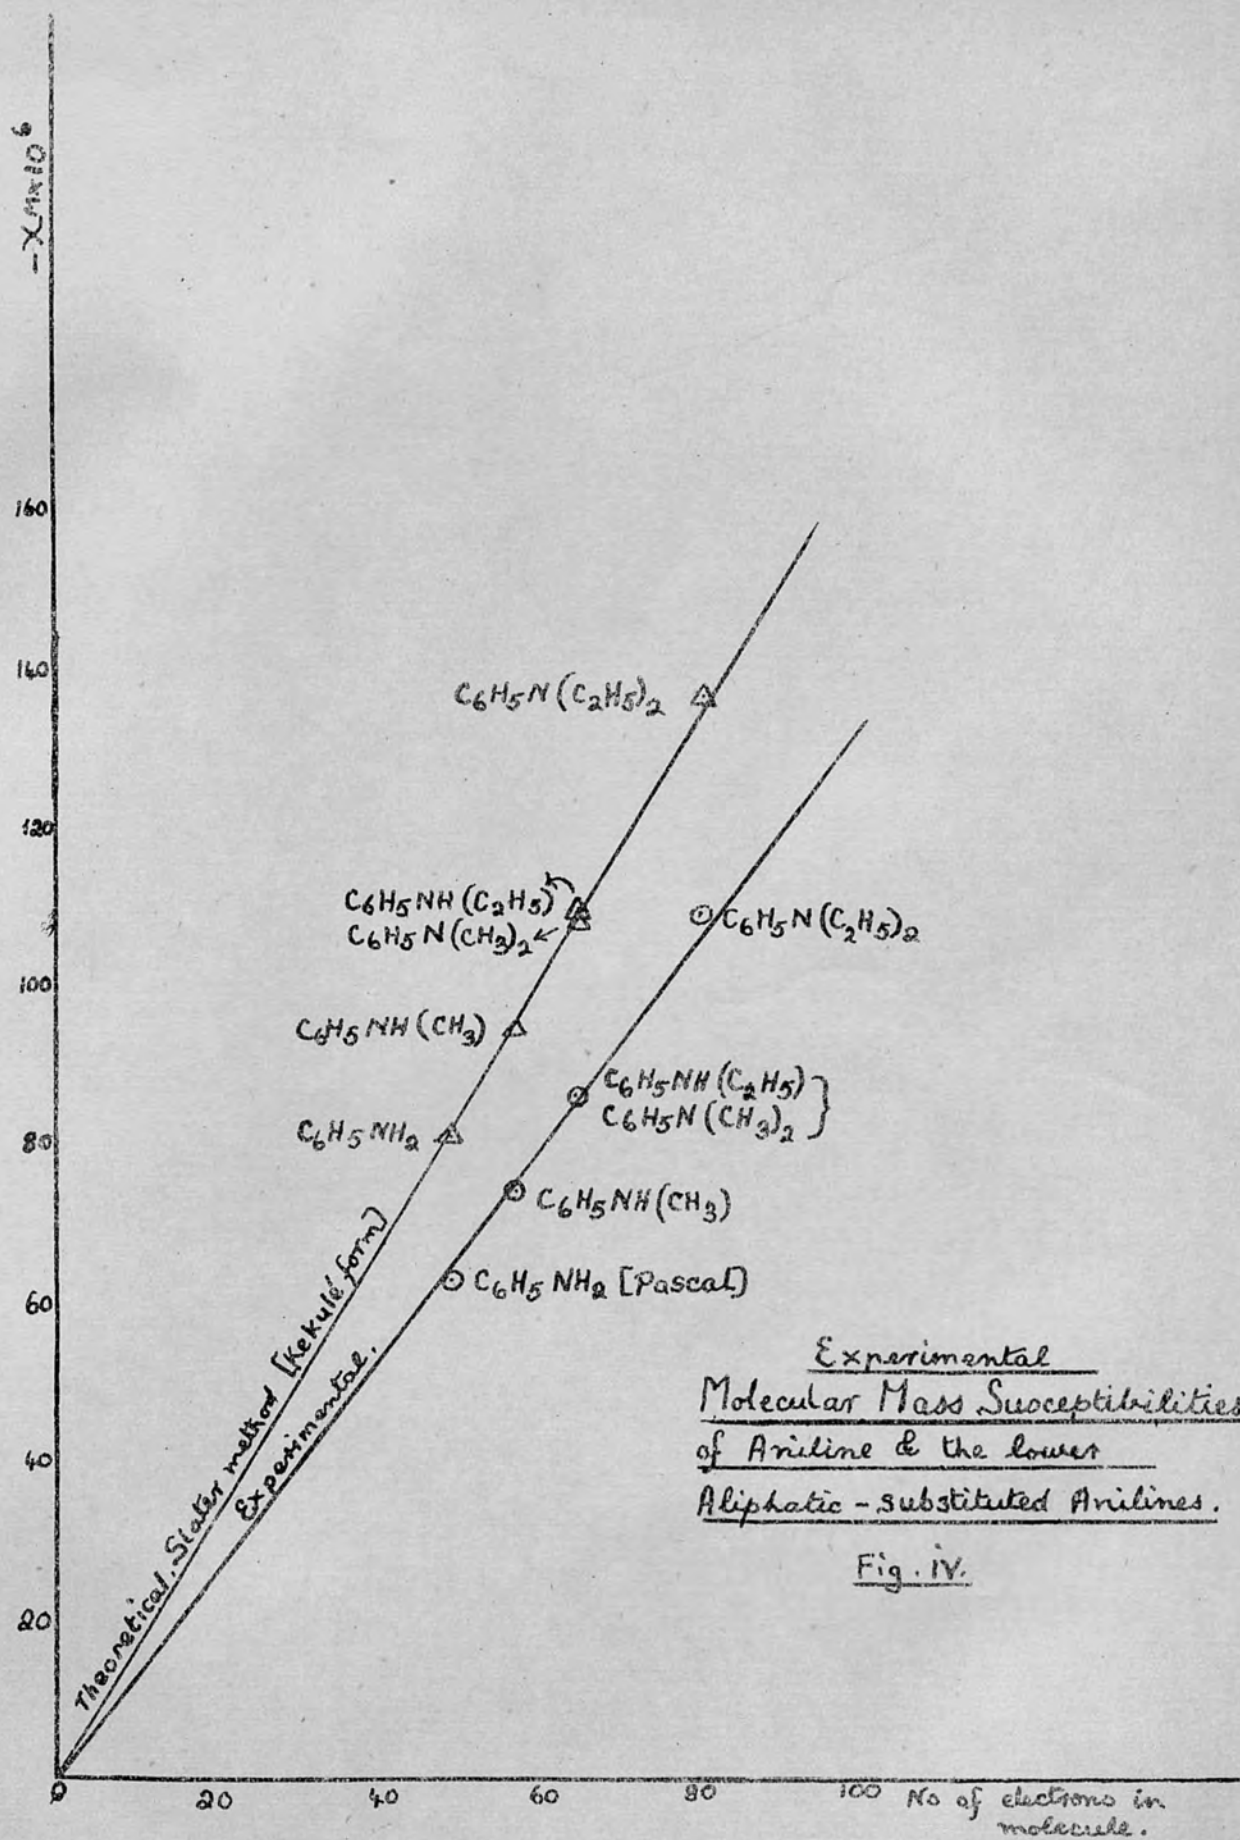 -χM×10⁶
160
140
120
100
80
60
40
20
0
20
40
60
80
100
No of electrons in
molecule.
C₆H₅N(C₂H₅)₂
C₆H₅NH(C₂H₅)
C₆H₅N(CH₃)₂
C₆H₅NH(CH₃)
C₆H₅NH₂
C₆H₅N(C₂H₅)₂
C₆H₅NH(C₂H₅)
C₆H₅N(CH₃)₂
C₆H₅NH(CH₃)
C₆H₅NH₂ [Pascal]
Theoretical. Slater method [Kekulé form]
Experimental.
Experimental
Molecular Mass Susceptibilities
of Aniline & the lower
Aliphatic-substituted Anilines.
Fig. IV.